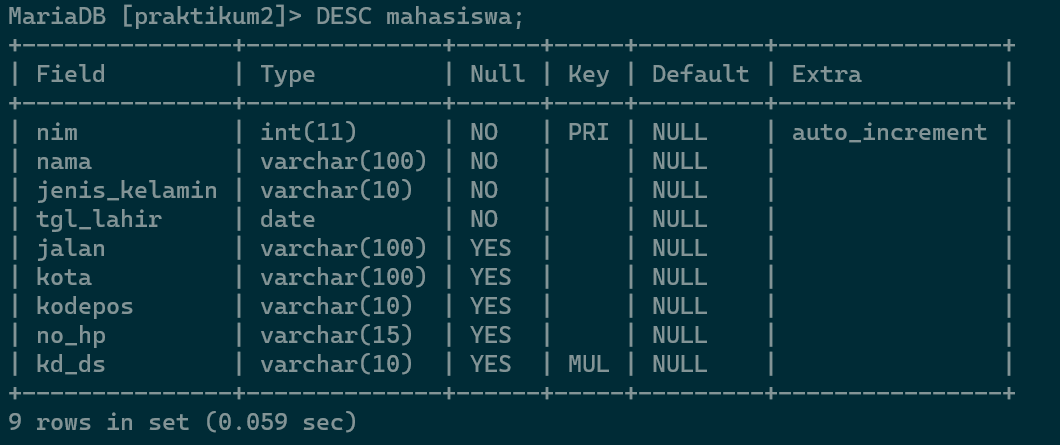 MariaDB [praktikum2]> DESC mahasiswa;
+---------------+--------------+------+-----+---------+----------------+
| Field         | Type         | Null | Key | Default | Extra          |
+---------------+--------------+------+-----+---------+----------------+
| nim           | int(11)      | NO   | PRI | NULL    | auto_increment |
| nama          | varchar(100) | NO   |     | NULL    |                |
| jenis_kelamin | varchar(10)  | NO   |     | NULL    |                |
| tgl_lahir     | date         | NO   |     | NULL    |                |
| jalan         | varchar(100) | YES  |     | NULL    |                |
| kota          | varchar(100) | YES  |     | NULL    |                |
| kodepos       | varchar(10)  | YES  |     | NULL    |                |
| no_hp         | varchar(15)  | YES  |     | NULL    |                |
| kd_ds         | varchar(10)  | YES  | MUL | NULL    |                |
+---------------+--------------+------+-----+---------+----------------+
9 rows in set (0.059 sec)